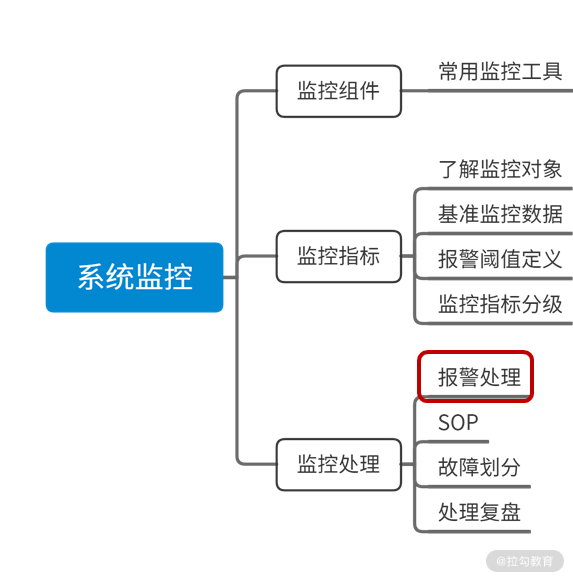 系统监控
监控组件
常用监控工具
监控指标
了解监控对象
基准监控数据
报警阈值定义
监控指标分级
监控处理
报警处理
SOP
故障划分
处理复盘
@拉勾教育